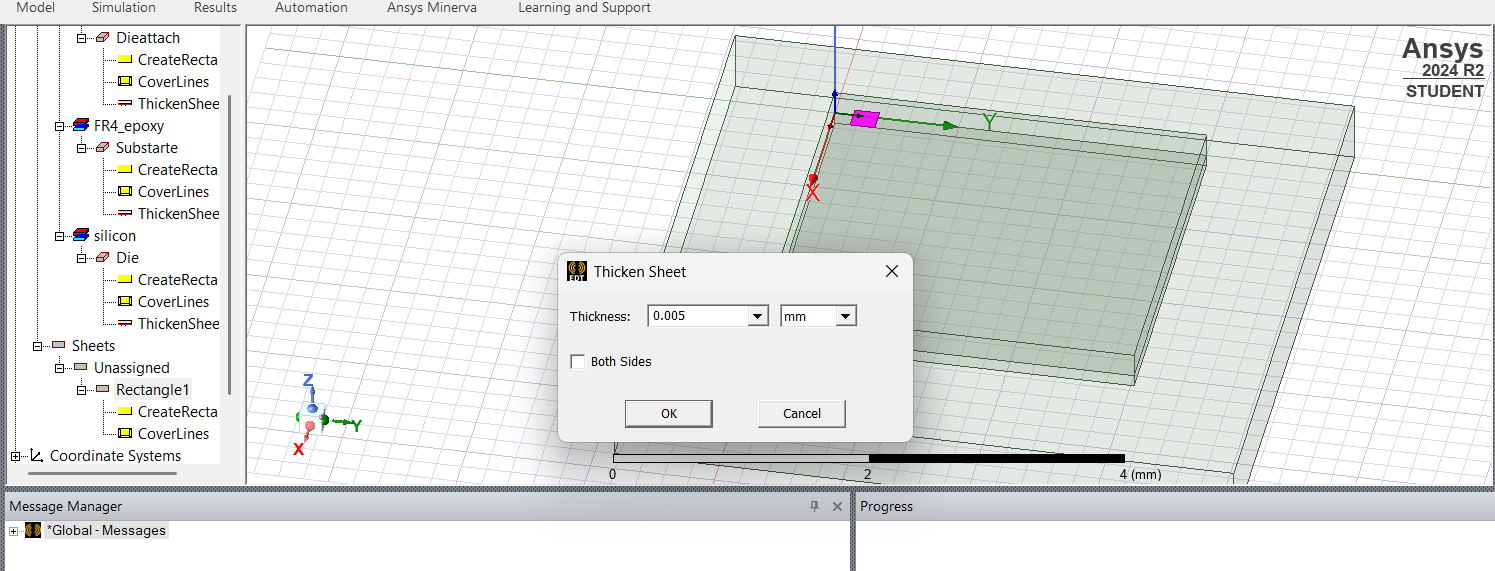 Model Simulation Results Automation Ansys Minerva Learning and Support
Dieattach
CreateRecta
CoverLines
ThickenShee
FR4_epoxy
Substarte
CreateRecta
CoverLines
ThickenShee
silicon
Die
CreateRecta
CoverLines
ThickenShee
Sheets
Unassigned
Rectangle1
CreateRecta
CoverLines
Coordinate Systems
Ansys
2024 R2
STUDENT
Y
X
Z
Y
X
EDT
Thicken Sheet
Thickness: 0.005 mm
Both Sides
OK Cancel
0 2 4 (mm)
Message Manager
*Global - Messages
Progress